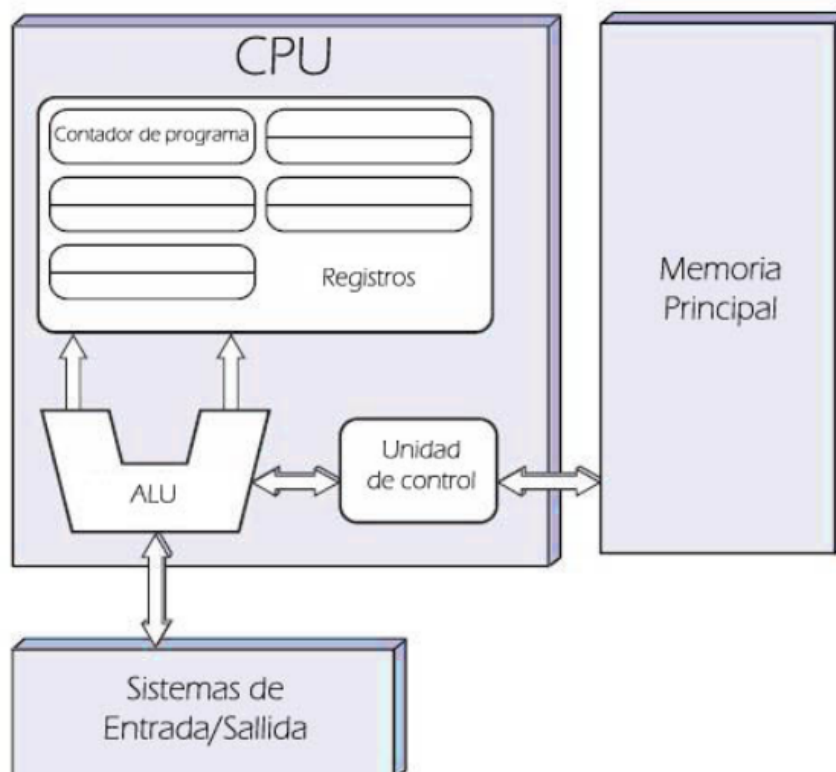 CPU
Contador de programa
Registros
Memoria
Principal
Unidad
de control
ALU
Sistemas de
Entrada/Sallida